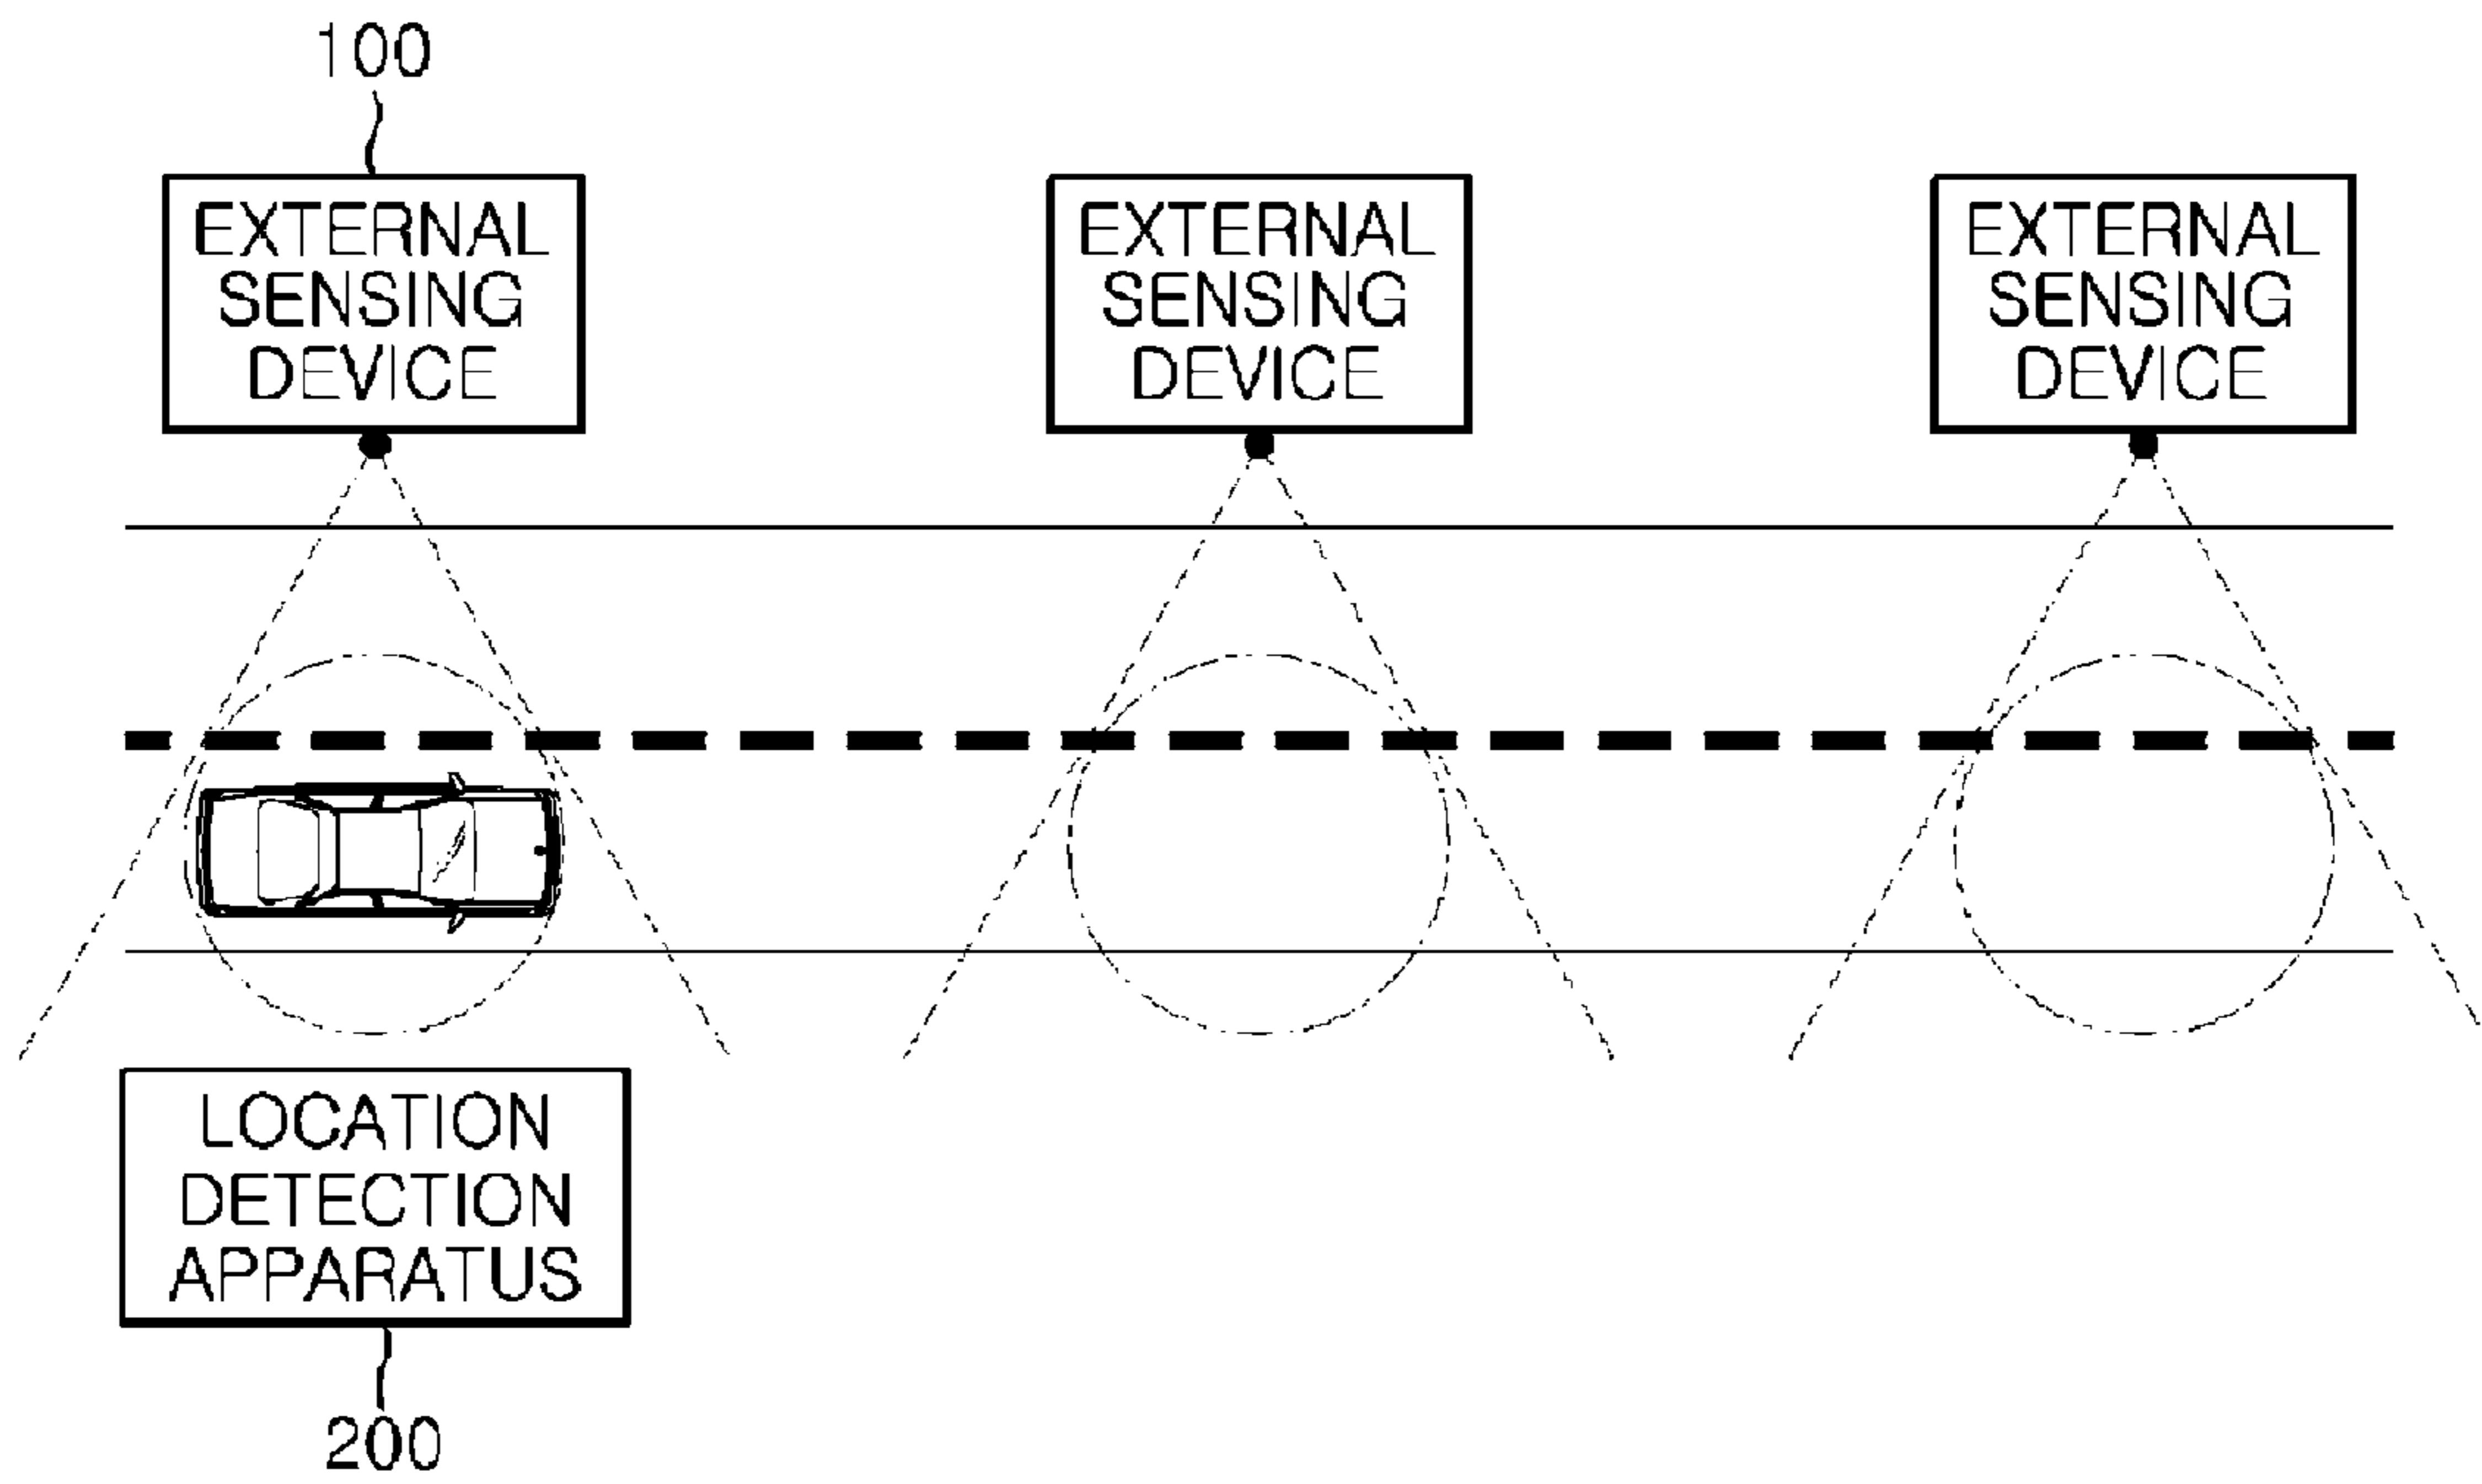 100
EXTERNAL
SENSING
DEVICE
EXTERNAL
SENSING
DEVICE
EXTERNAL
SENSING
DEVICE
LOCATION
DETECTION
APPARATUS
200